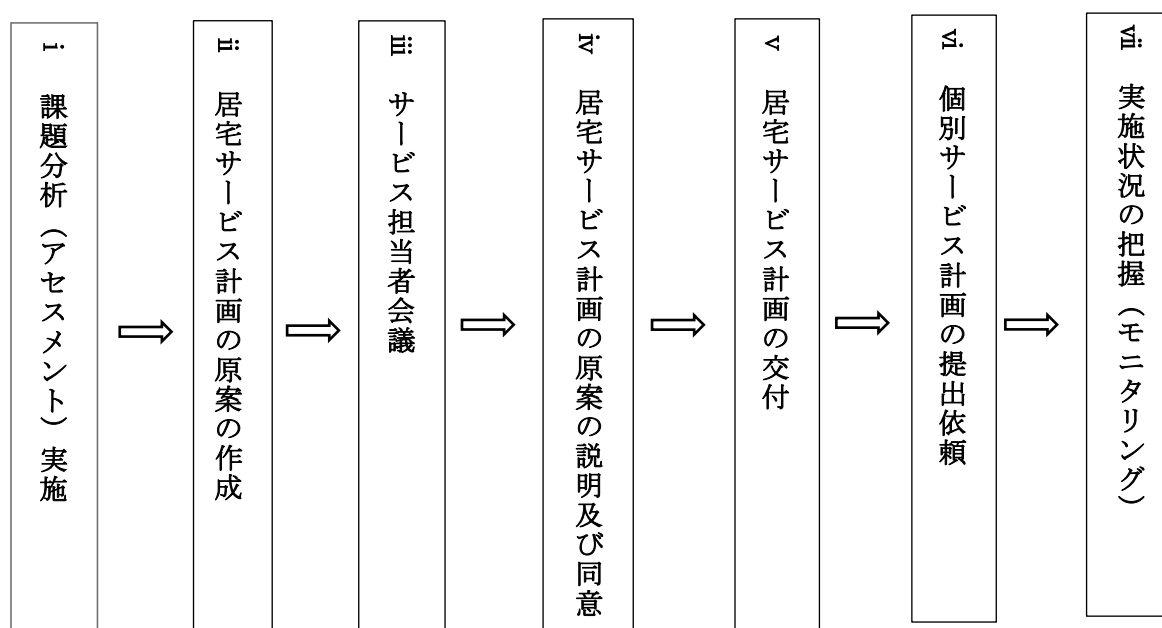 ⅰ 課題分析（アセスメント）実施
ⅱ 居宅サービス計画の原案の作成
ⅲ サービス担当者会議
ⅳ 居宅サービス計画の原案の説明及び同意
ⅴ 居宅サービス計画の交付
ⅵ 個別サービス計画の提出依頼
ⅶ 実施状況の把握（モニタリング）